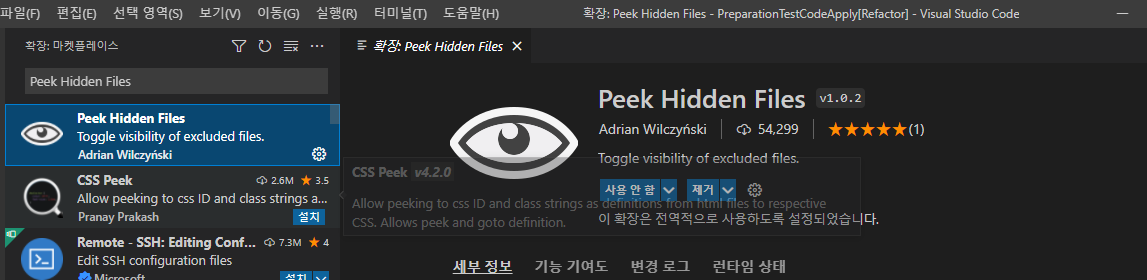 파일(F) 편집(E) 선택 영역(S) 보기(V) 이동(G) 실행(R) 터미널(T) 도움말(H) 확장: Peek Hidden Files - PreparationTestCodeApply[Refactor] - Visual Studio Code
확장: 마켓플레이스
Peek Hidden Files
Peek Hidden Files
Toggle visibility of excluded files.
Adrian Wilczyński
CSS Peek 2.6M 3.5
Allow peeking to css ID and class strings a...
Pranay Prakash 설치
Remote - SSH: Editing Conf... 7.3M 4
Edit SSH configuration files
Microsoft 설치
확장: Peek Hidden Files
Peek Hidden Files v1.0.2
Adrian Wilczyński 54,299 (1)
Toggle visibility of excluded files.
사용 안 함 제거
이 확장은 전역적으로 사용하도록 설정되었습니다.
CSS Peek v4.2.0
Allow peeking to css ID and class strings as definitions from html files to respective
CSS. Allows peek and goto definition.
세부 정보 기능 기여도 변경 로그 런타임 상태